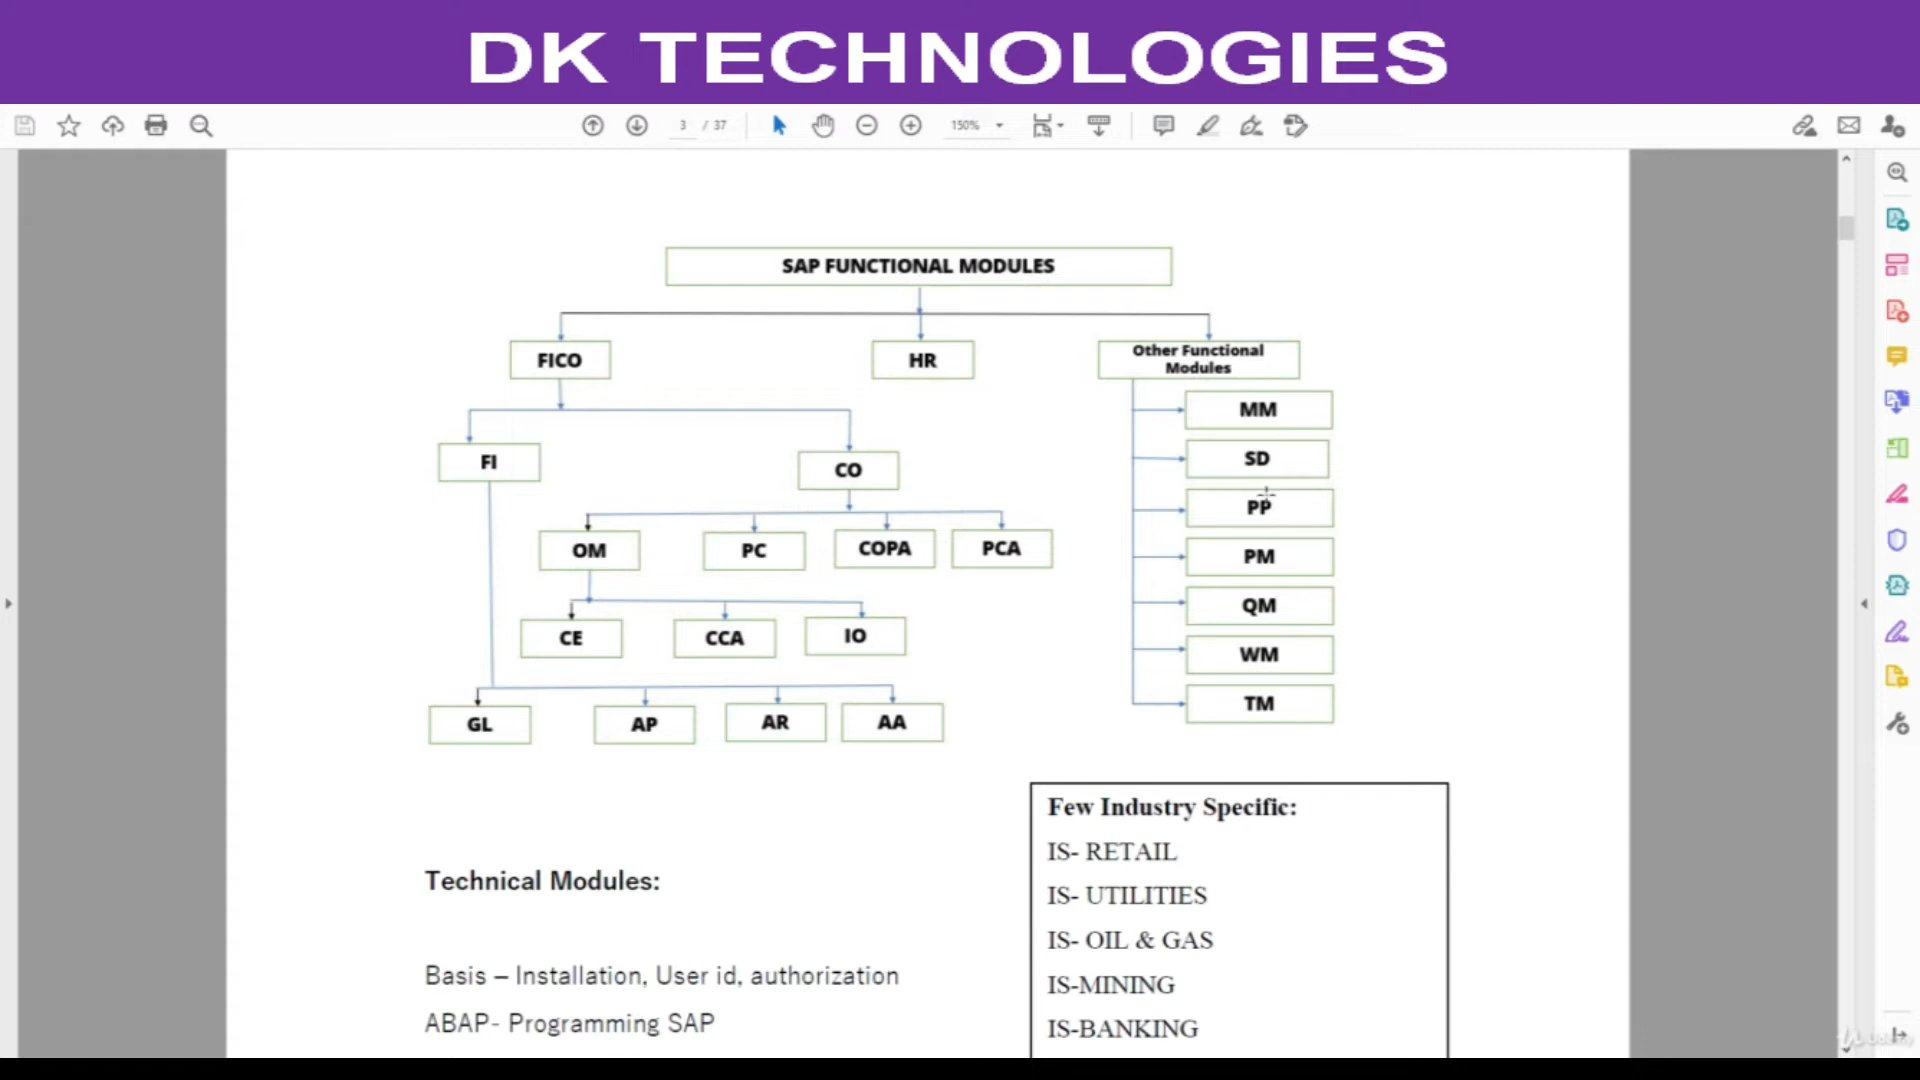 DK TECHNOLOGIES
3 / 37
150%
SAP FUNCTIONAL MODULES
FICO
HR
Other Functional
Modules
MM
SD
PP
PM
QM
WM
TM
FI
CO
OM
PC
COPA
PCA
CE
CCA
IO
GL
AP
AR
AA
Technical Modules:
Basis – Installation, User id, authorization
ABAP- Programming SAP
Few Industry Specific:
IS- RETAIL
IS- UTILITIES
IS- OIL & GAS
IS-MINING
IS-BANKING
Udemy